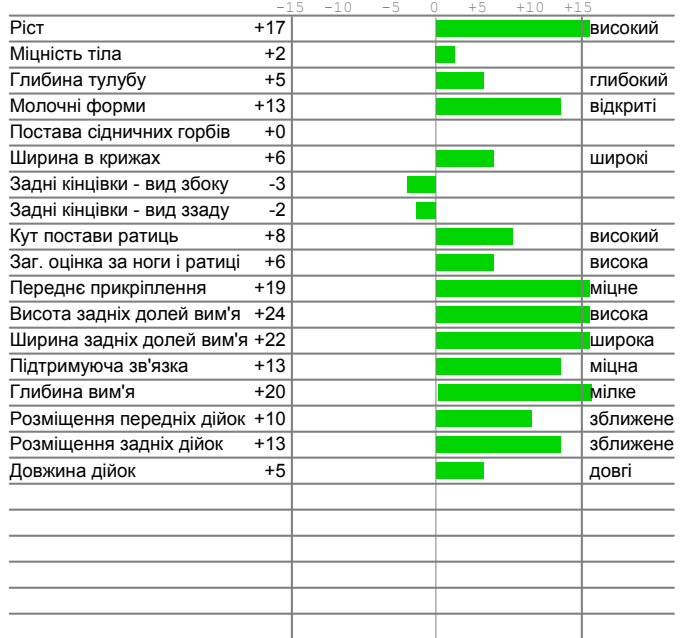 -15 -10 -5 0 +5 +10 +15
Ріст +17 високий
Міцність тіла +2
Глибина тулубу +5 глибокий
Молочні форми +13 відкриті
Постава сідничних горбів +0
Ширина в крижах +6 широкі
Задні кінцівки - вид збоку -3
Задні кінцівки - вид ззаду -2
Кут постави ратиць +8 високий
Заг. оцінка за ноги і ратиці +6 висока
Переднє прикріплення +19 міцне
Висота задніх долей вим'я +24 висока
Ширина задніх долей вим'я +22 широка
Підтримуюча зв'язка +13 міцна
Глибина вим'я +20 мілке
Розміщення передніх дійок +10 зближене
Розміщення задніх дійок +13 зближене
Довжина дійок +5 довгі